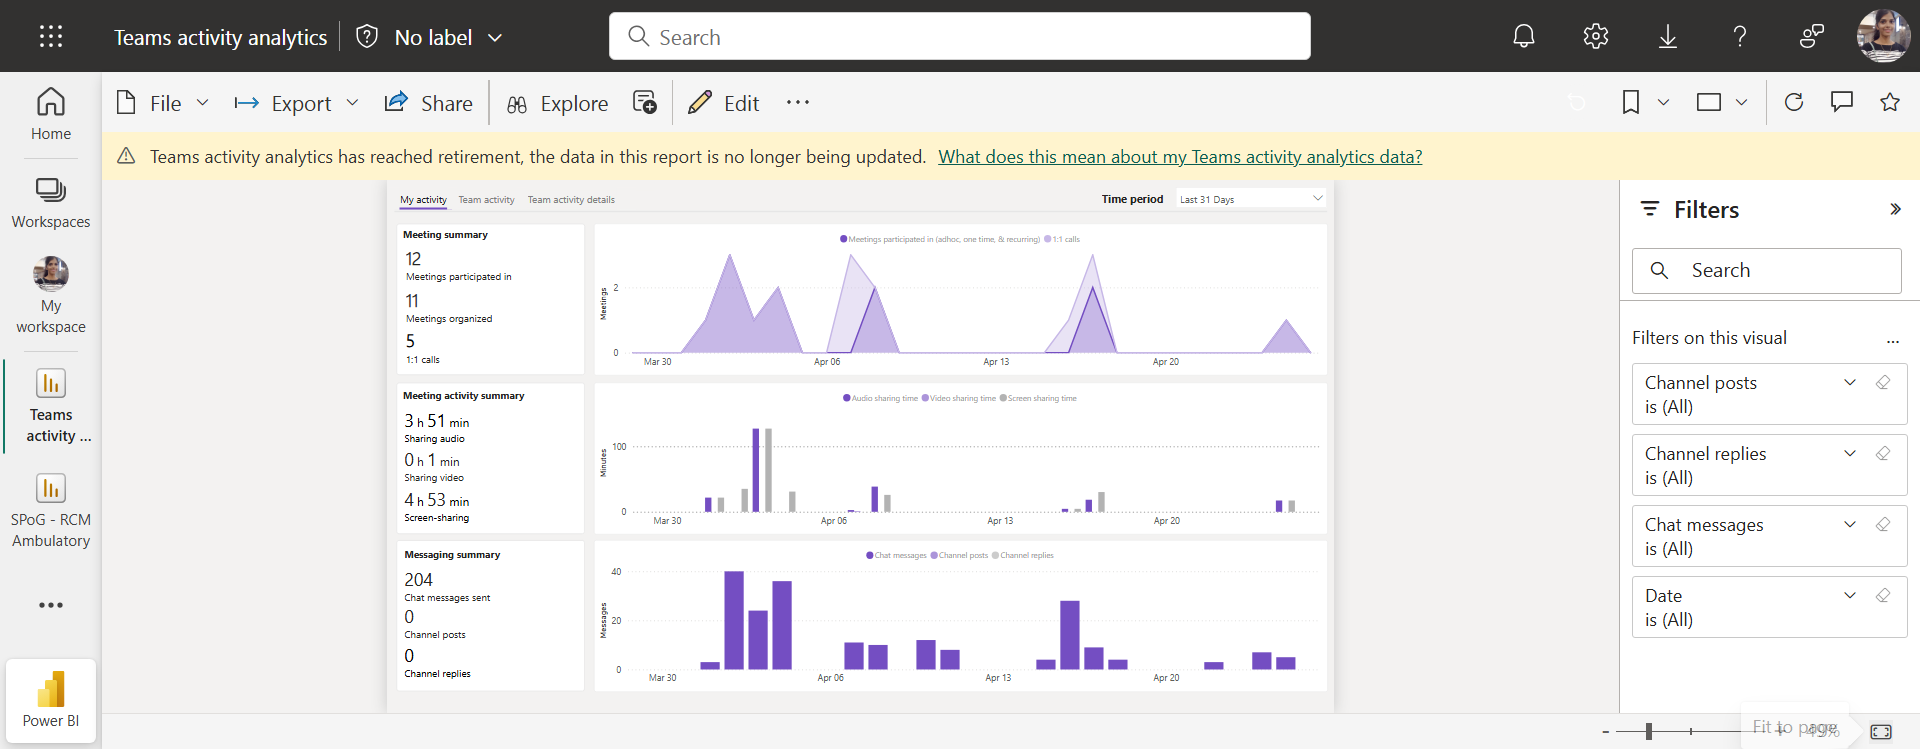 Teams activity analytics
No label
Search
File
Export
Share
Explore
Edit
Home
Workspaces
My
workspace
Teams
activity ...
SPoG - RCM
Ambulatory
Power BI
Teams activity analytics has reached retirement, the data in this report is no longer being updated. What does this mean about my Teams activity analytics data?
My activity Team activity Team activity details
Time period Last 31 Days
Meeting summary
12
Meetings participated in
11
Meetings organized
5
1:1 calls
Meetings participated in (adhoc, one time, & recurring) 1:1 calls
Meetings
2
0
Mar 30 Apr 06 Apr 13 Apr 20
Meeting activity summary
3 h 51 min
Sharing audio
0 h 1 min
Sharing video
4 h 53 min
Screen-sharing
Audio sharing time Video sharing time Screen sharing time
Minutes
100
0
Mar 30 Apr 06 Apr 13 Apr 20
Messaging summary
204
Chat messages sent
0
Channel posts
0
Channel replies
Chat messages Channel posts Channel replies
Messages
40
20
0
Mar 30 Apr 06 Apr 13 Apr 20
Filters
Search
Filters on this visual
...
Channel posts
is (All)
Channel replies
is (All)
Chat messages
is (All)
Date
is (All)
- +
Fit to page
49%